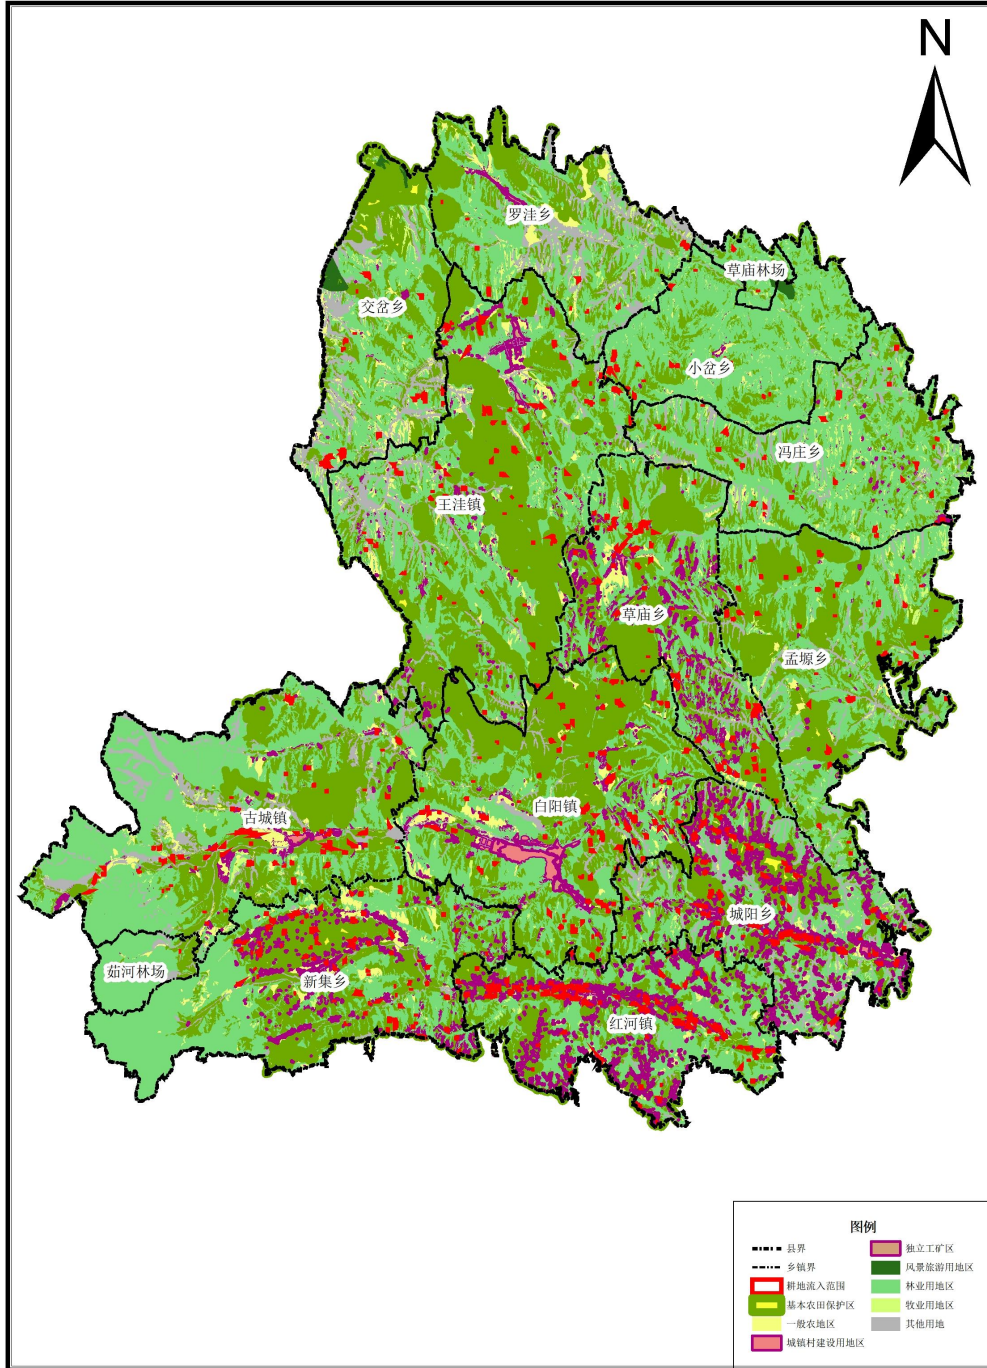 N
罗洼乡
草庙林场
交岔乡
小岔乡
冯庄乡
王洼镇
草庙乡
孟塬乡
白阳镇
古城镇
城阳乡
茹河林场
新集乡
红河镇
图例
县界
乡镇界
耕地流入范围
基本农田保护区
一般农地区
城镇村建设用地区
独立工矿区
风景旅游用地区
林业用地区
牧业用地区
其他用地